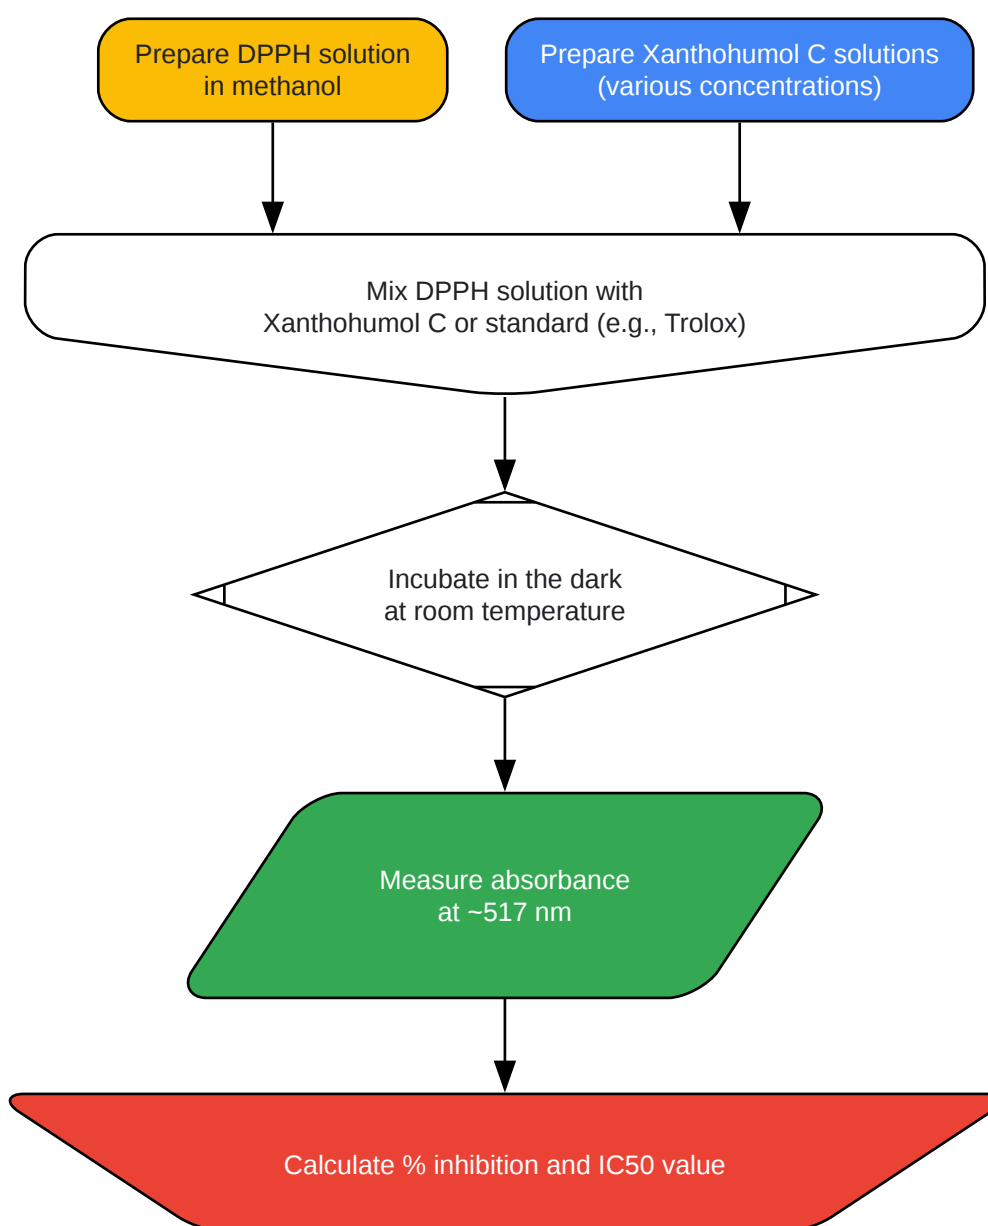 Prepare DPPH solution
in methanol
Prepare Xanthohumol C solutions
(various concentrations)
Mix DPPH solution with
Xanthohumol C or standard (e.g., Trolox)
Incubate in the dark
at room temperature
Measure absorbance
at ~517 nm
Calculate % inhibition and IC50 value